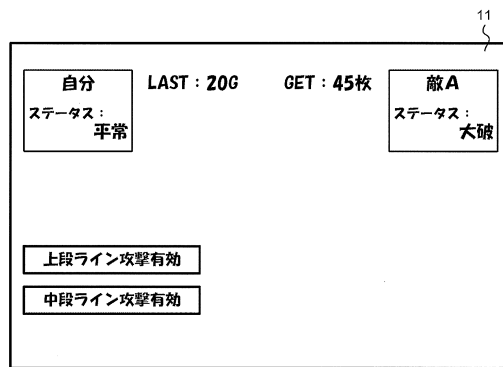 11
自分
ステータス：
平常
LAST：20G
GET：45枚
敵A
ステータス：
大破
上段ライン攻撃有効
中段ライン攻撃有効